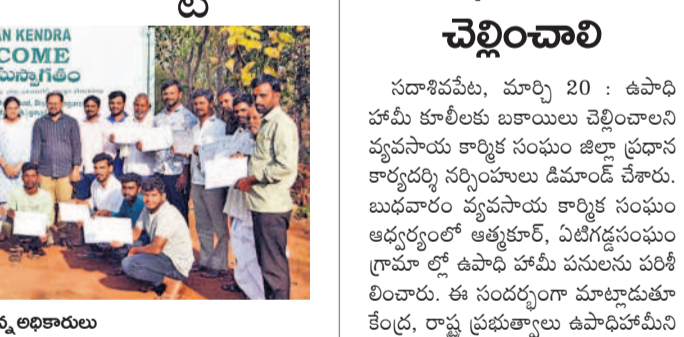 AN KENDRA
COME
అధికారులు
చెల్లించాలి
సదాశివపేట, మార్చి 20 : ఉపాధి
హామీ కూలీలకు బకాయిలు చెల్లించాలని
వ్యవసాయ కార్మిక సంఘం జిల్లా ప్రధాన
కార్యదర్శి నర్సింహులు డిమాండ్ చేశారు.
బుధవారం వ్యవసాయ కార్మిక సంఘం
ఆధ్వర్యంలో ఆత్మకూర్, ఏటిగడ్డసంఘం
గ్రామా ల్లో ఉపాధి హామీ పనులను పరిశీ
లించారు. ఈ సందర్భంగా మాట్లాడుతూ
కేంద్ర, రాష్ట్ర ప్రభుత్వాలు ఉపాధిహామీని